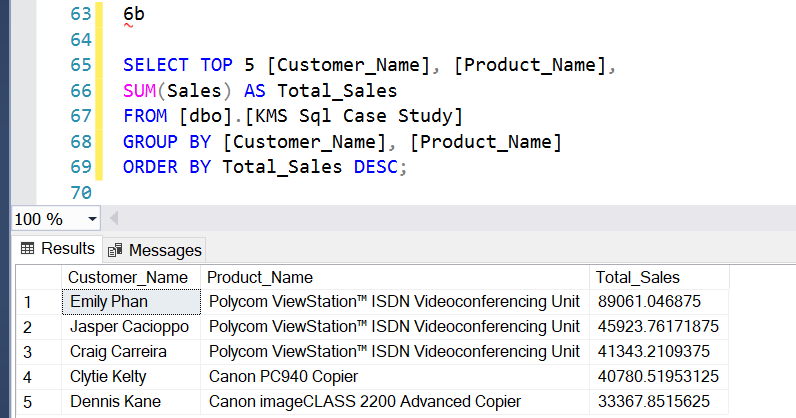 63 6b
64
65 SELECT TOP 5 [Customer_Name], [Product_Name],
66 SUM(Sales) AS Total_Sales
67 FROM [dbo].[KMS Sql Case Study]
68 GROUP BY [Customer_Name], [Product_Name]
69 ORDER BY Total_Sales DESC;
70
100 %
Results Messages
Customer_Name Product_Name Total_Sales
1 Emily Phan Polycom ViewStation™ ISDN Videoconferencing Unit 89061.046875
2 Jasper Cacioppo Polycom ViewStation™ ISDN Videoconferencing Unit 45923.76171875
3 Craig Carreira Polycom ViewStation™ ISDN Videoconferencing Unit 41343.2109375
4 Clytie Kelty Canon PC940 Copier 40780.51953125
5 Dennis Kane Canon imageCLASS 2200 Advanced Copier 33367.8515625